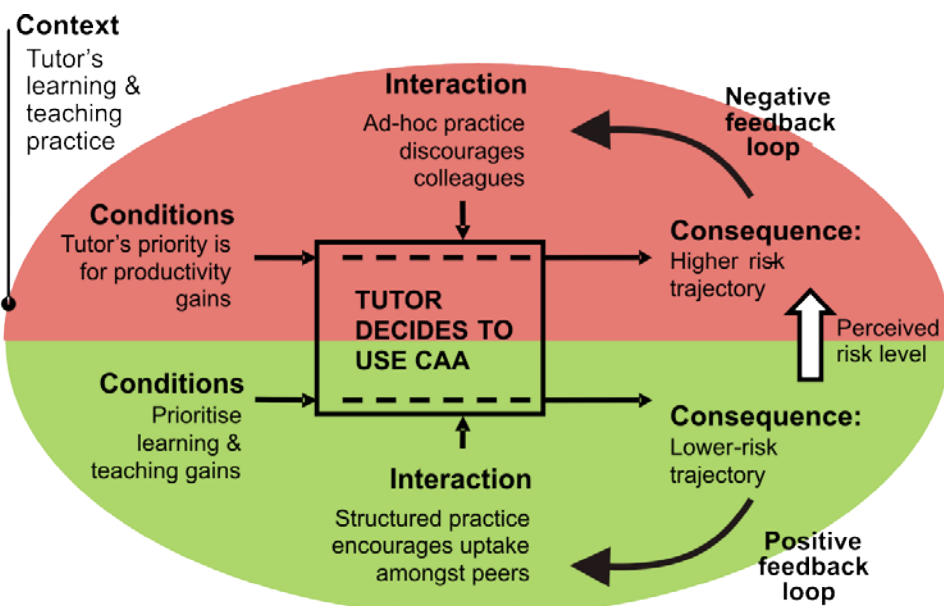 Context
Tutor's
learning &
teaching
practice
Interaction
Ad-hoc practice
discourages
colleagues
Negative
feedback
loop
Conditions
Tutor's priority is
for productivity
gains
Consequence:
Higher risk
trajectory
TUTOR
DECIDES TO
USE CAA
Perceived
risk level
Conditions
Prioritise
learning &
teaching gains
Consequence:
Lower-risk
trajectory
Interaction
Structured practice
encourages uptake
amongst peers
Positive
feedback
loop